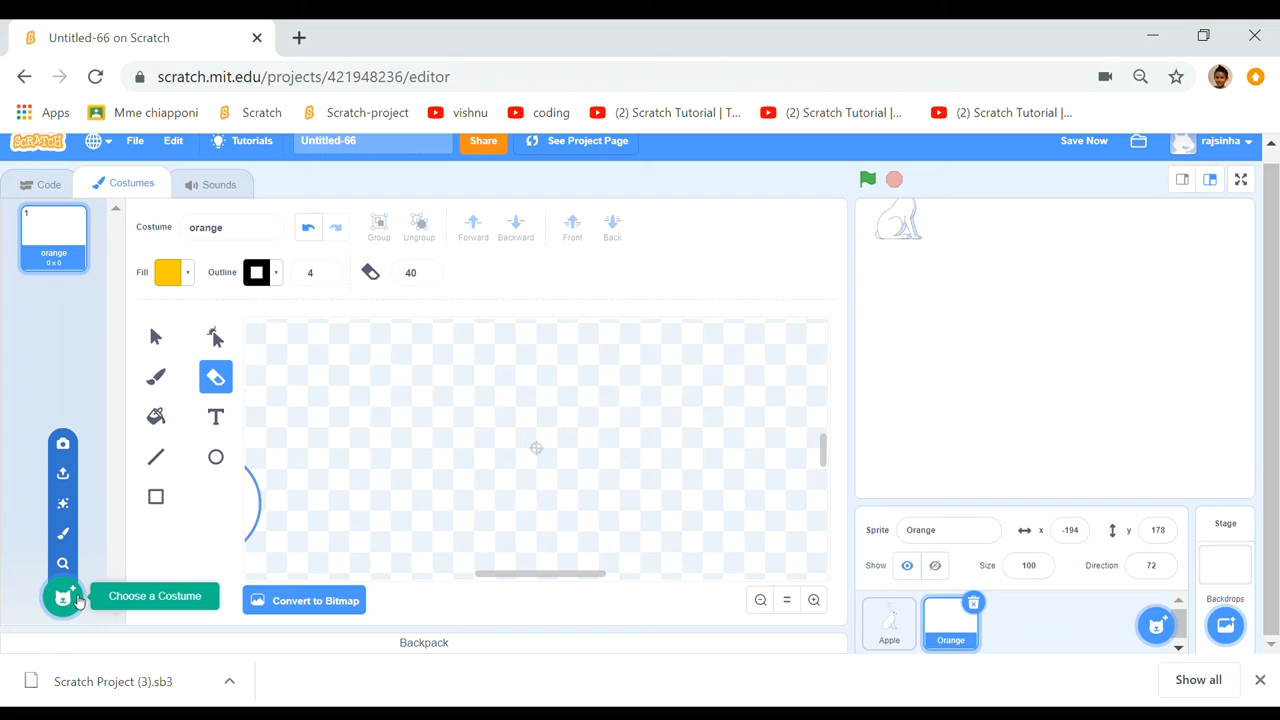 Untitled-66 on Scratch
scratch.mit.edu/projects/421948236/editor
Apps Mme chiapponi Scratch Scratch-project vishnu coding (2) Scratch Tutorial | T... (2) Scratch Tutorial (... (2) Scratch Tutorial |...
SCRATCH File Edit Tutorials Untitled-66 Share See Project Page Save Now rajsinha
Code Costumes Sounds
1
orange
0 x 0
Costume orange Group Ungroup Forward Backward Front Back
Fill Outline 4 40
T
Choose a Costume
Convert to Bitmap
=
Backpack
Sprite Orange x -194 y 178
Show Size 100 Direction 72
Apple
Orange
Stage
Backdrops
Scratch Project (3).sb3
Show all